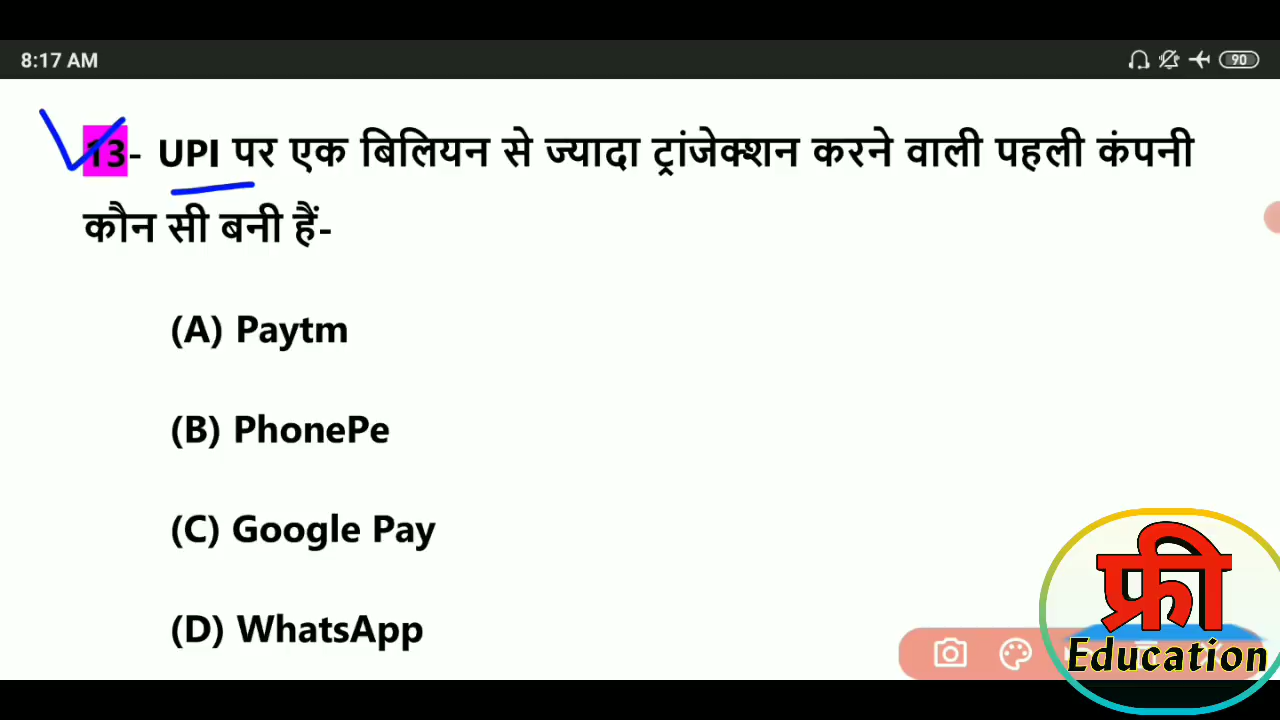 8:17 AM
90
13- UPI पर एक बिलियन से ज्यादा ट्रांजेक्शन करने वाली पहली कंपनी
कौन सी बनी हैं-
(A) Paytm
(B) PhonePe
(C) Google Pay
(D) WhatsApp
फ्री
Education